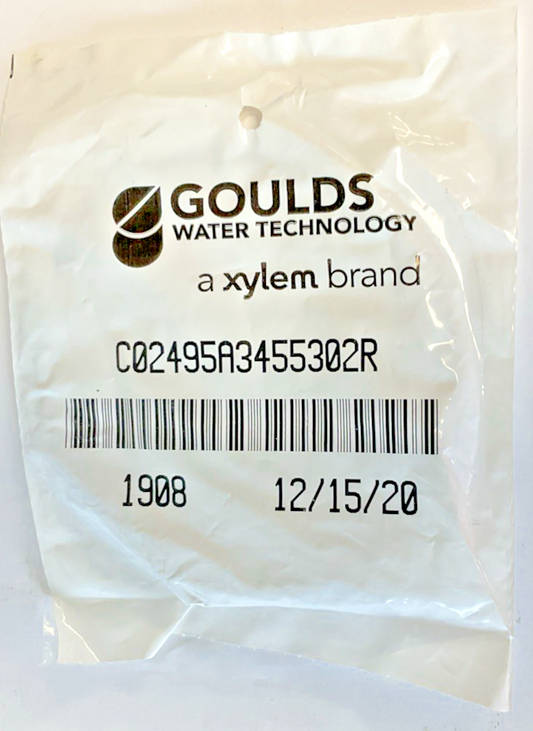 GOULDS
WATER TECHNOLOGY
a xylem brand
C02495A3455302R
1908 12/15/20